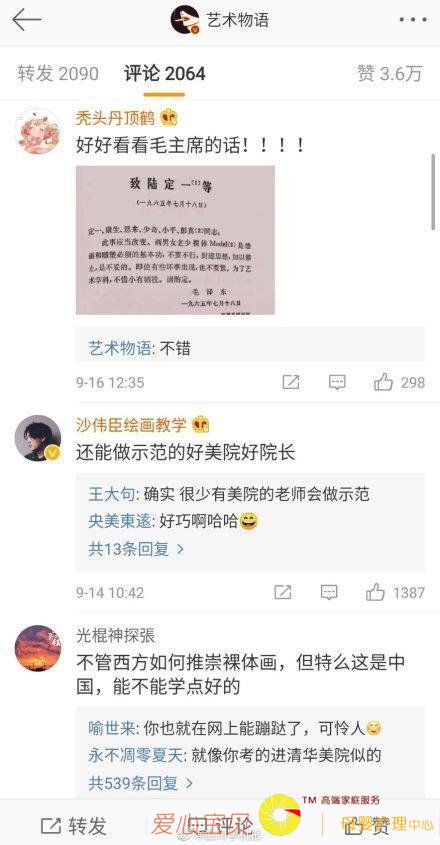 艺术物语
转发 2090
评论 2064
赞 3.6万
秃头丹顶鹤
好好看看毛主席的话！！！！
致陆定一(1)等
(一九六五年七月十八日)
定一、康生、恩来、少奇、小平、彭真(2)同志：
此事应当改变。画男女老少裸体Model(3)是绘
画和雕塑必须的基本功，不要不行，封建思想，加以禁
止，是不妥的。即使有些坏事出现，也不要紧。为了艺
术学科，不惜小有牺牲。请酌定。
毛泽东
一九六五年七月十八日
艺术物语: 不错
9-16 12:35
298
沙伟臣绘画教学
还能做示范的好美院好院长
王大句: 确实 很少有美院的老师会做示范
央美東逺: 好巧啊哈哈😄
共13条回复 >
9-14 10:42
1387
光棍神探張
不管西方如何推崇裸体画，但特么这是中
国，能不能学点好的
喻世来: 你也就在网上能蹦跶了，可怜人😊
永不凋零夏天: 就像你考的进清华美院似的
共539条回复 >
转发
评论
赞
爱心宝贝
TM 高端家庭服务